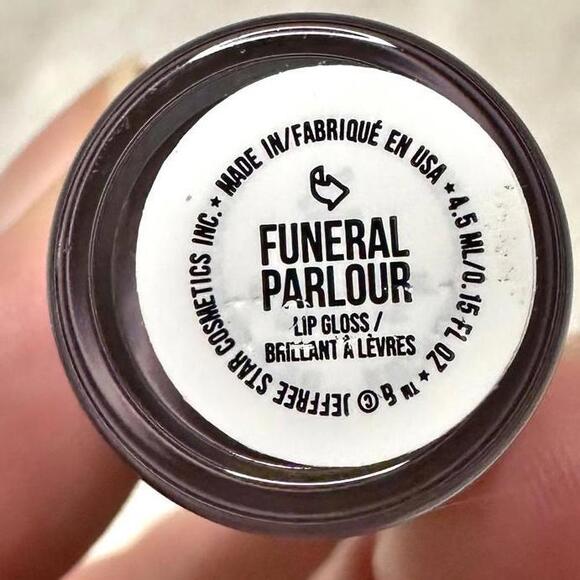 FUNERAL
PARLOUR
LIP GLOSS /
BRILLANT À LÈVRES
™ & © JEFFREE STAR COSMETICS INC. ★ MADE IN/FABRIQUÉ EN USA ★ 4.5 ML/0.15 FL OZ ★